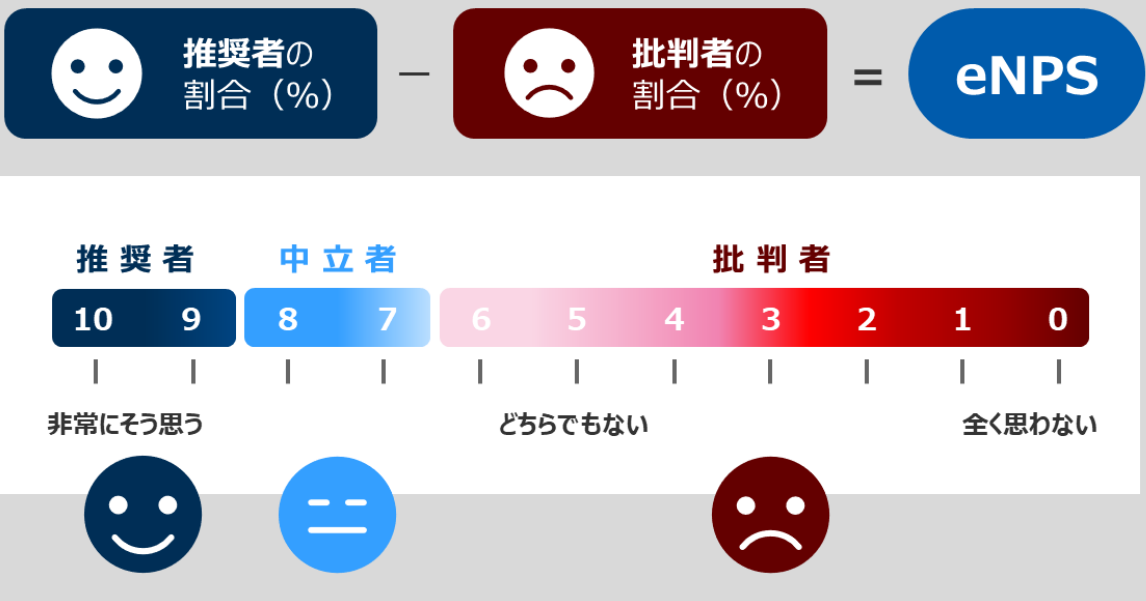 推奨者の
割合（%）
－
批判者の
割合（%）
=
eNPS
推奨者
中立者
批判者
10 9 8 7 6 5 4 3 2 1 0
非常にそう思う
どちらでもない
全く思わない